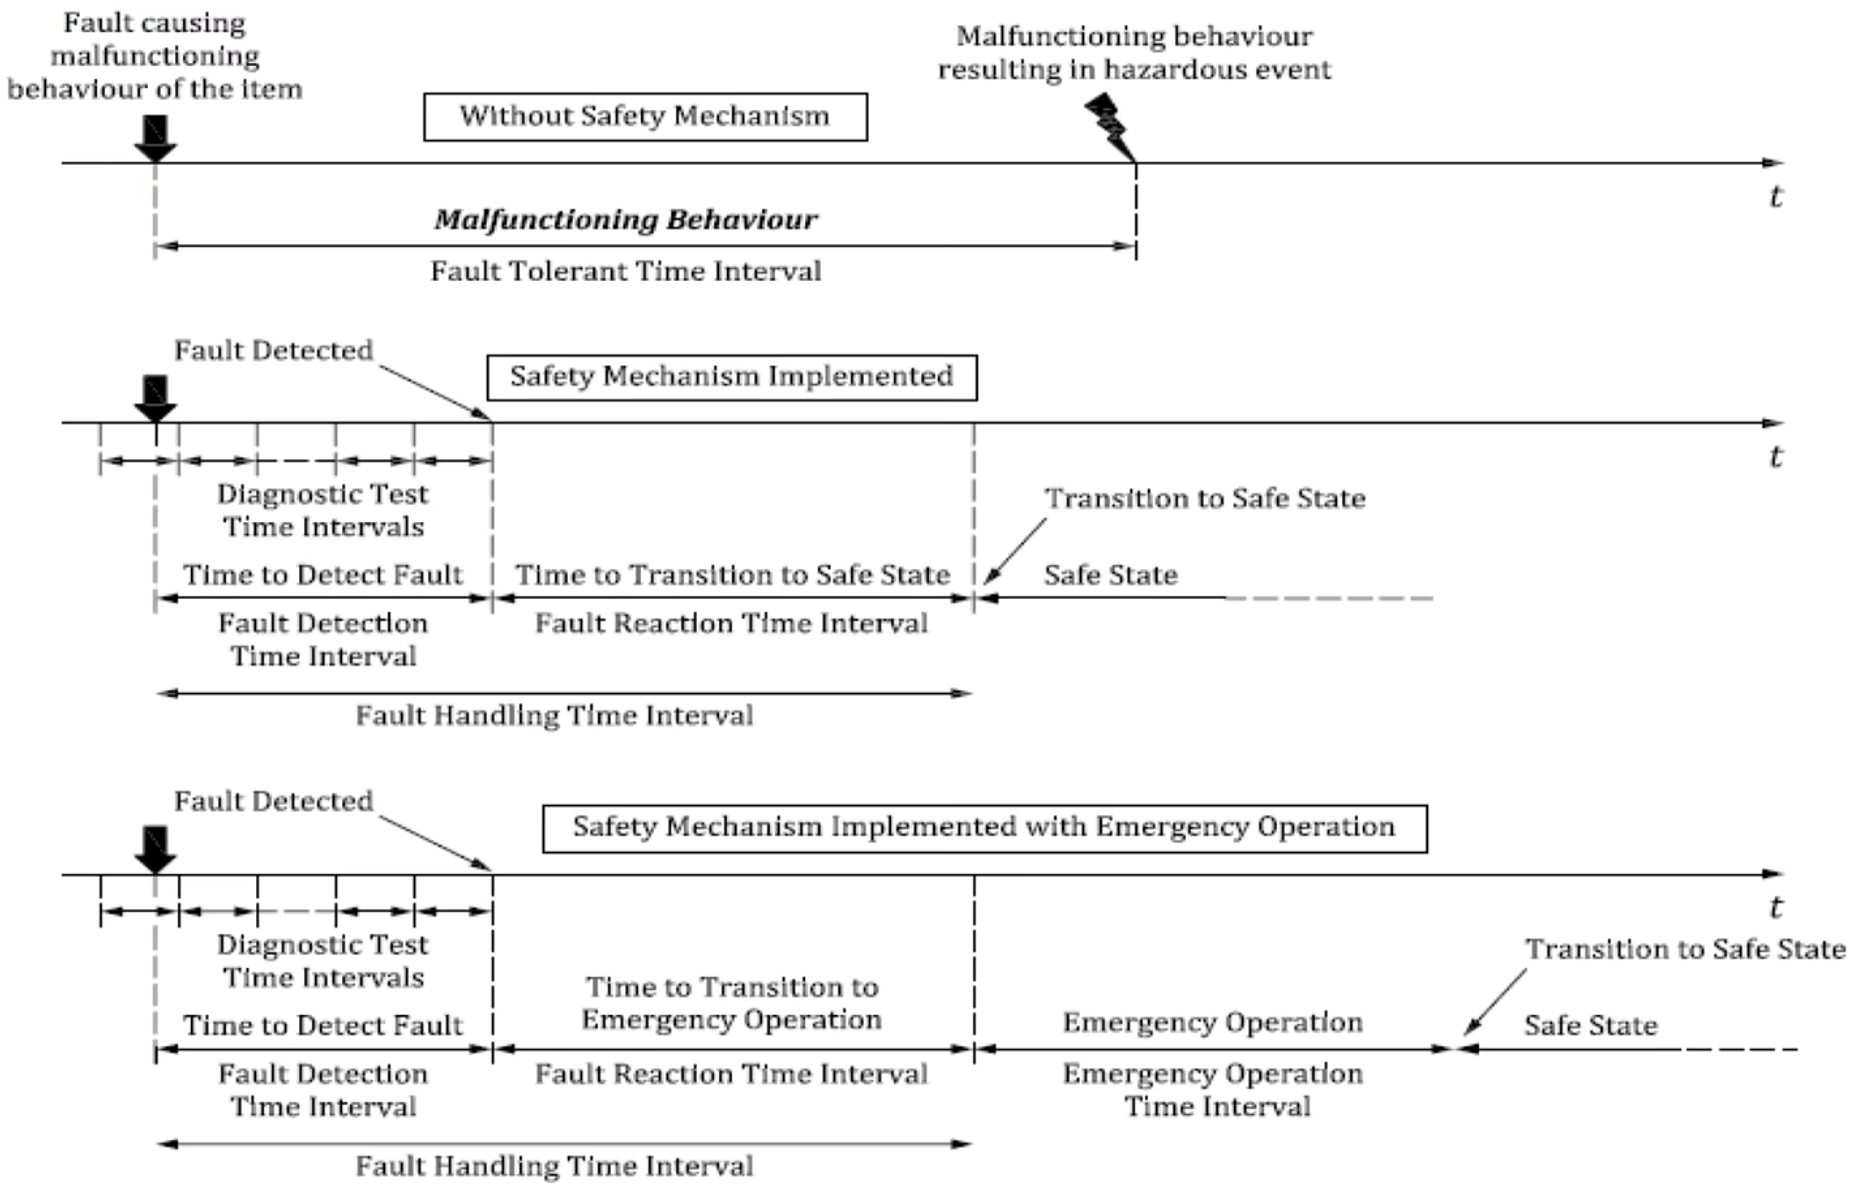 Fault causing
malfunctioning
behaviour of the item
Malfunctioning behaviour
resulting in hazardous event
Without Safety Mechanism
t
Malfunctioning Behaviour
Fault Tolerant Time Interval
Fault Detected
Safety Mechanism Implemented
t
Diagnostic Test
Time Intervals
Transition to Safe State
Time to Detect Fault
Time to Transition to Safe State
Safe State
Fault Detection
Time Interval
Fault Reaction Time Interval
Fault Handling Time Interval
Fault Detected
Safety Mechanism Implemented with Emergency Operation
t
Diagnostic Test
Time Intervals
Transition to Safe State
Time to Transition to
Emergency Operation
Time to Detect Fault
Emergency Operation
Safe State
Fault Detection
Time Interval
Fault Reaction Time Interval
Emergency Operation
Time Interval
Fault Handling Time Interval